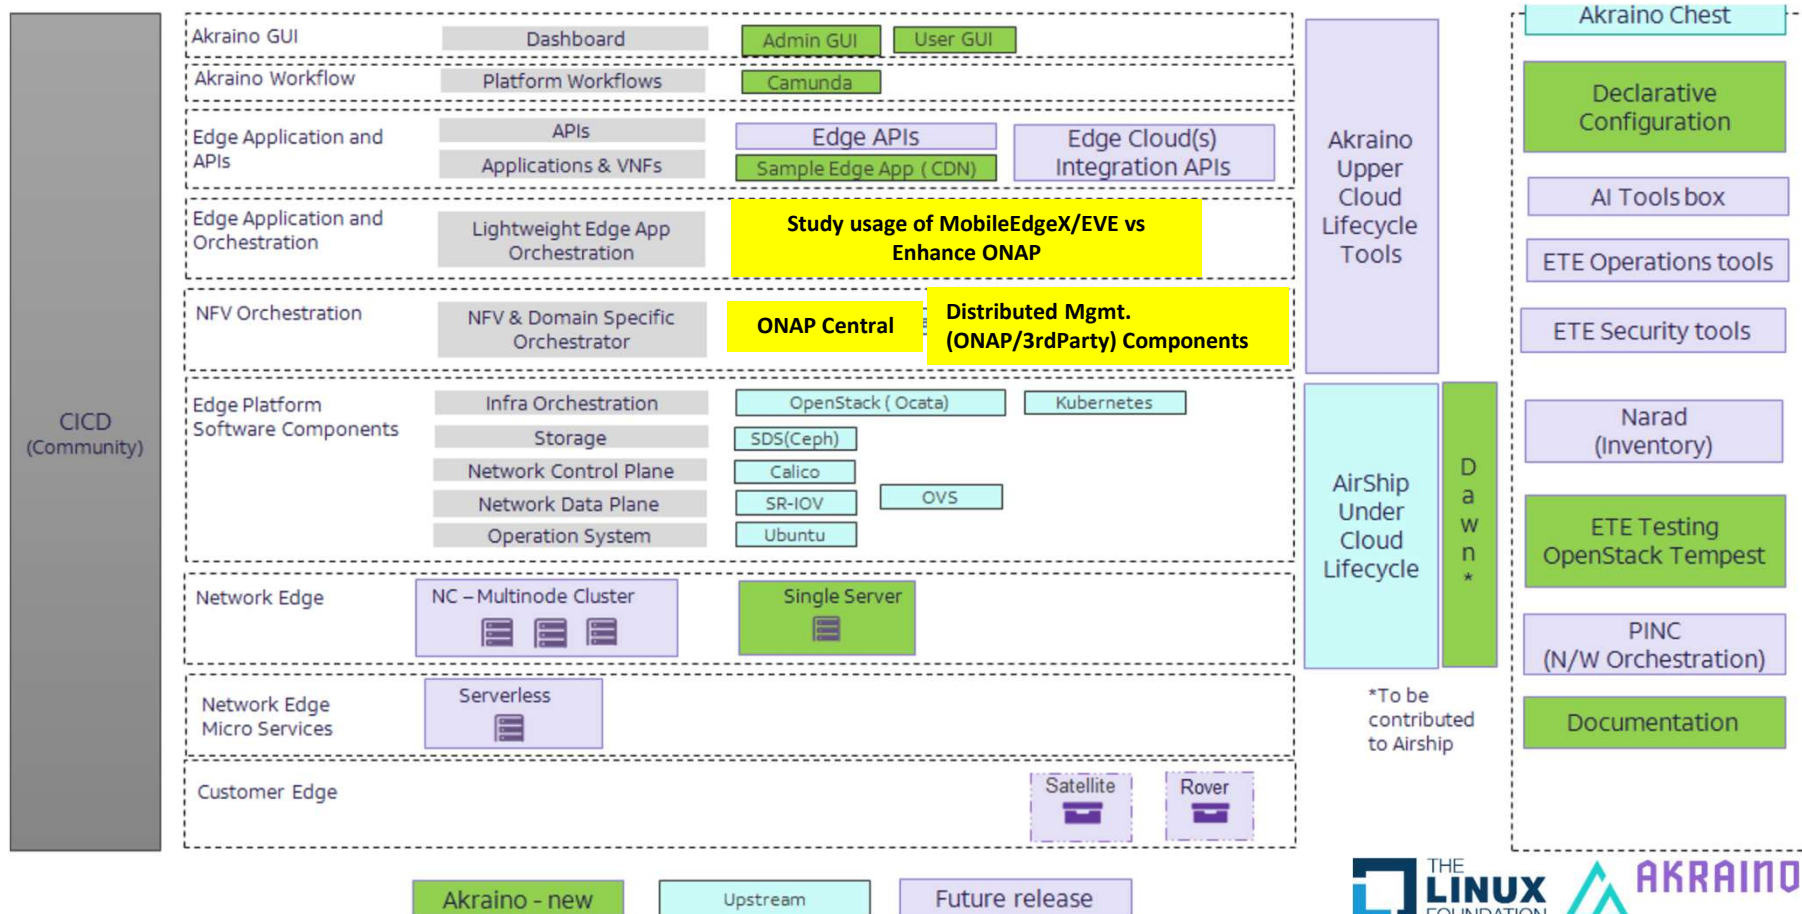 CICD
(Community)
Akraino GUI
Dashboard
Admin GUI
User GUI
Akraino Workflow
Platform Workflows
Camunda
Edge Application and
APIs
APIs
Applications & VNFs
Edge APIs
Sample Edge App ( CDN)
Edge Cloud(s)
Integration APIs
Edge Application and
Orchestration
Lightweight Edge App
Orchestration
Study usage of MobileEdgeX/EVE vs
Enhance ONAP
NFV Orchestration
NFV & Domain Specific
Orchestrator
ONAP Central
Distributed Mgmt.
(ONAP/3rdParty) Components
Edge Platform
Software Components
Infra Orchestration
OpenStack ( Ocata)
Kubernetes
Storage
SDS(Ceph)
Network Control Plane
Calico
Network Data Plane
SR-IOV
OVS
Operation System
Ubuntu
Network Edge
NC – Multinode Cluster
Single Server
Network Edge
Micro Services
Serverless
Customer Edge
Satellite
Rover
Akraino
Upper
Cloud
Lifecycle
Tools
AirShip
Under
Cloud
Lifecycle
D
a
w
n
*
*To be
contributed
to Airship
Akraino Chest
Declarative
Configuration
AI Tools box
ETE Operations tools
ETE Security tools
Narad
(Inventory)
ETE Testing
OpenStack Tempest
PINC
(N/W Orchestration)
Documentation
Akraino - new
Upstream
Future release
THE
LINUX
FOUNDATION
AKRAINO